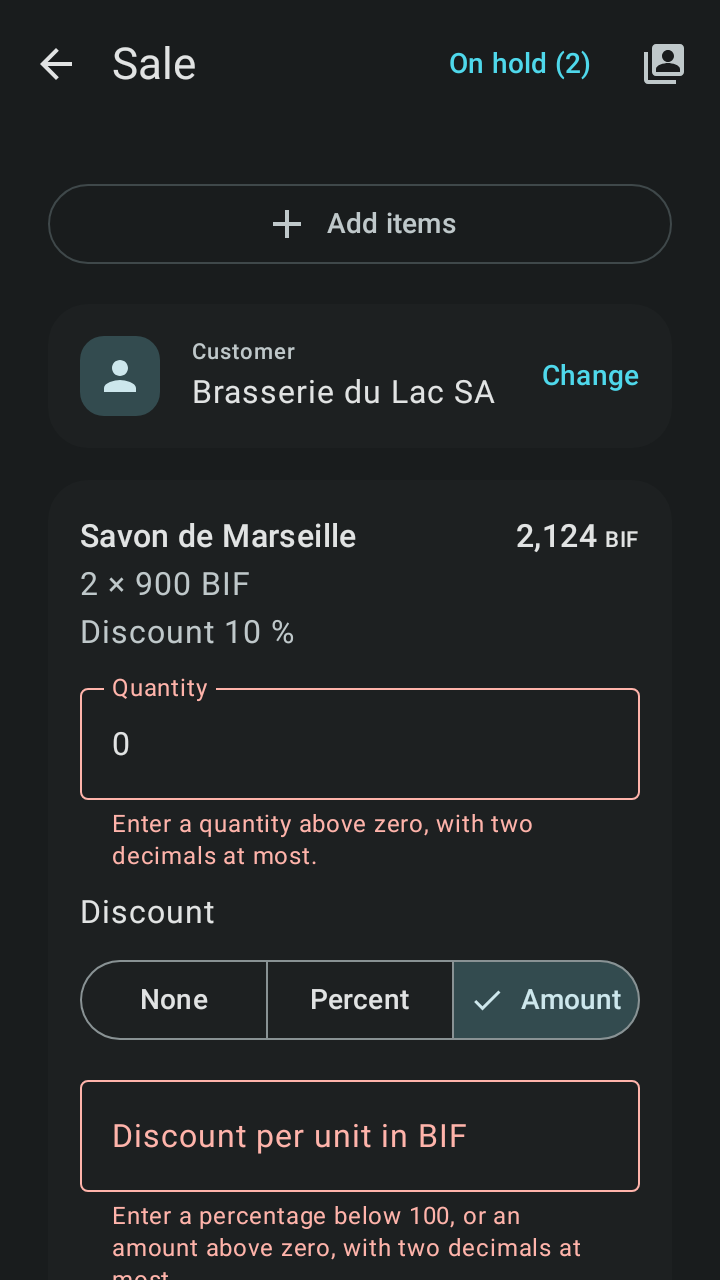 Sale
On hold (2)
Add items
Customer
Brasserie du Lac SA
Change
Savon de Marseille
2,124 BIF
2 × 900 BIF
Discount 10 %
Quantity
0
Enter a quantity above zero, with two
decimals at most.
Discount
None
Percent
Amount
Discount per unit in BIF
Enter a percentage below 100, or an
amount above zero, with two decimals at
most.